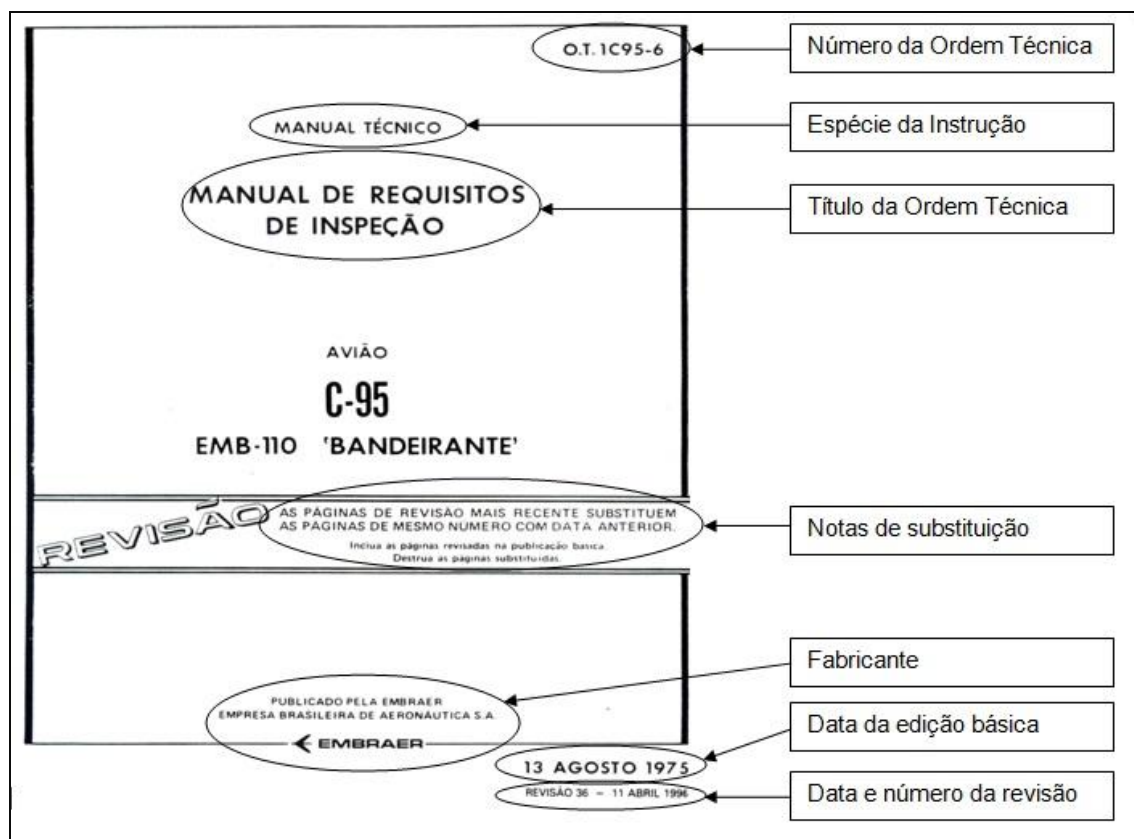 O.T. 1C95-6
Número da Ordem Técnica
MANUAL TÉCNICO
Espécie da Instrução
MANUAL DE REQUISITOS
DE INSPEÇÃO
Título da Ordem Técnica
AVIÃO
C-95
EMB-110 'BANDEIRANTE'
REVISÃO
AS PÁGINAS DE REVISÃO MAIS RECENTE SUBSTITUEM
AS PÁGINAS DE MESMO NÚMERO COM DATA ANTERIOR.
Inclua as páginas revisadas na publicação básica.
Destrua as páginas substituídas.
Notas de substituição
Fabricante
PUBLICADO PELA EMBRAER
EMPRESA BRASILEIRA DE AERONÁUTICA S.A.
EMBRAER
Data da edição básica
13 AGOSTO 1975
REVISÃO 36 – 11 ABRIL 1996
Data e número da revisão